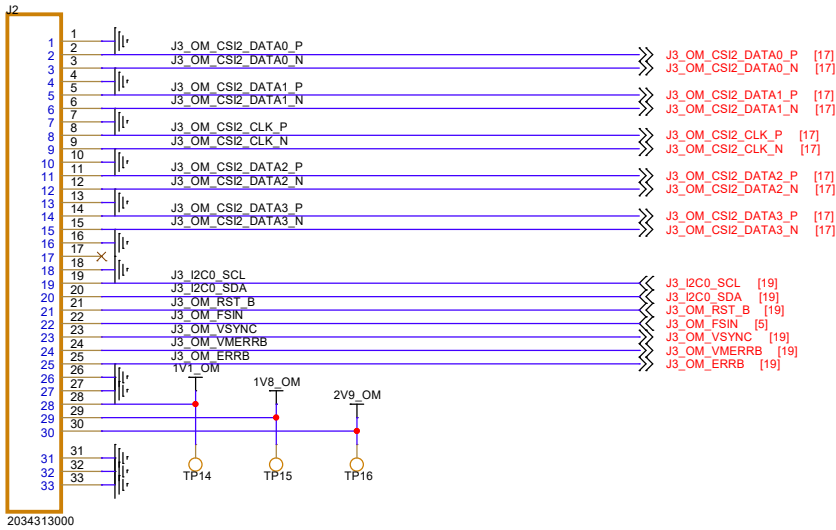 J2
1 1
2 2 J3_OM_CSI2_DATA0_P J3_OM_CSI2_DATA0_P [17]
3 3 J3_OM_CSI2_DATA0_N J3_OM_CSI2_DATA0_N [17]
4 4
5 5 J3_OM_CSI2_DATA1_P J3_OM_CSI2_DATA1_P [17]
6 6 J3_OM_CSI2_DATA1_N J3_OM_CSI2_DATA1_N [17]
7 7
8 8 J3_OM_CSI2_CLK_P J3_OM_CSI2_CLK_P [17]
9 9 J3_OM_CSI2_CLK_N J3_OM_CSI2_CLK_N [17]
10 10
11 11 J3_OM_CSI2_DATA2_P J3_OM_CSI2_DATA2_P [17]
12 12 J3_OM_CSI2_DATA2_N J3_OM_CSI2_DATA2_N [17]
13 13
14 14 J3_OM_CSI2_DATA3_P J3_OM_CSI2_DATA3_P [17]
15 15 J3_OM_CSI2_DATA3_N J3_OM_CSI2_DATA3_N [17]
16 16
17 17
18 18
19 19 J3_I2C0_SCL J3_I2C0_SCL [19]
20 20 J3_I2C0_SDA J3_I2C0_SDA [19]
21 21 J3_OM_RST_B J3_OM_RST_B [19]
22 22 J3_OM_FSIN J3_OM_FSIN [5]
23 23 J3_OM_VSYNC J3_OM_VSYNC [19]
24 24 J3_OM_VMERRB J3_OM_VMERRB [19]
25 25 J3_OM_ERRB J3_OM_ERRB [19]
26 26 1V1_OM
27 27 1V8_OM
28 28 2V9_OM
29 29
30 30
31 31
32 32 TP14 TP15 TP16
33 33
2034313000